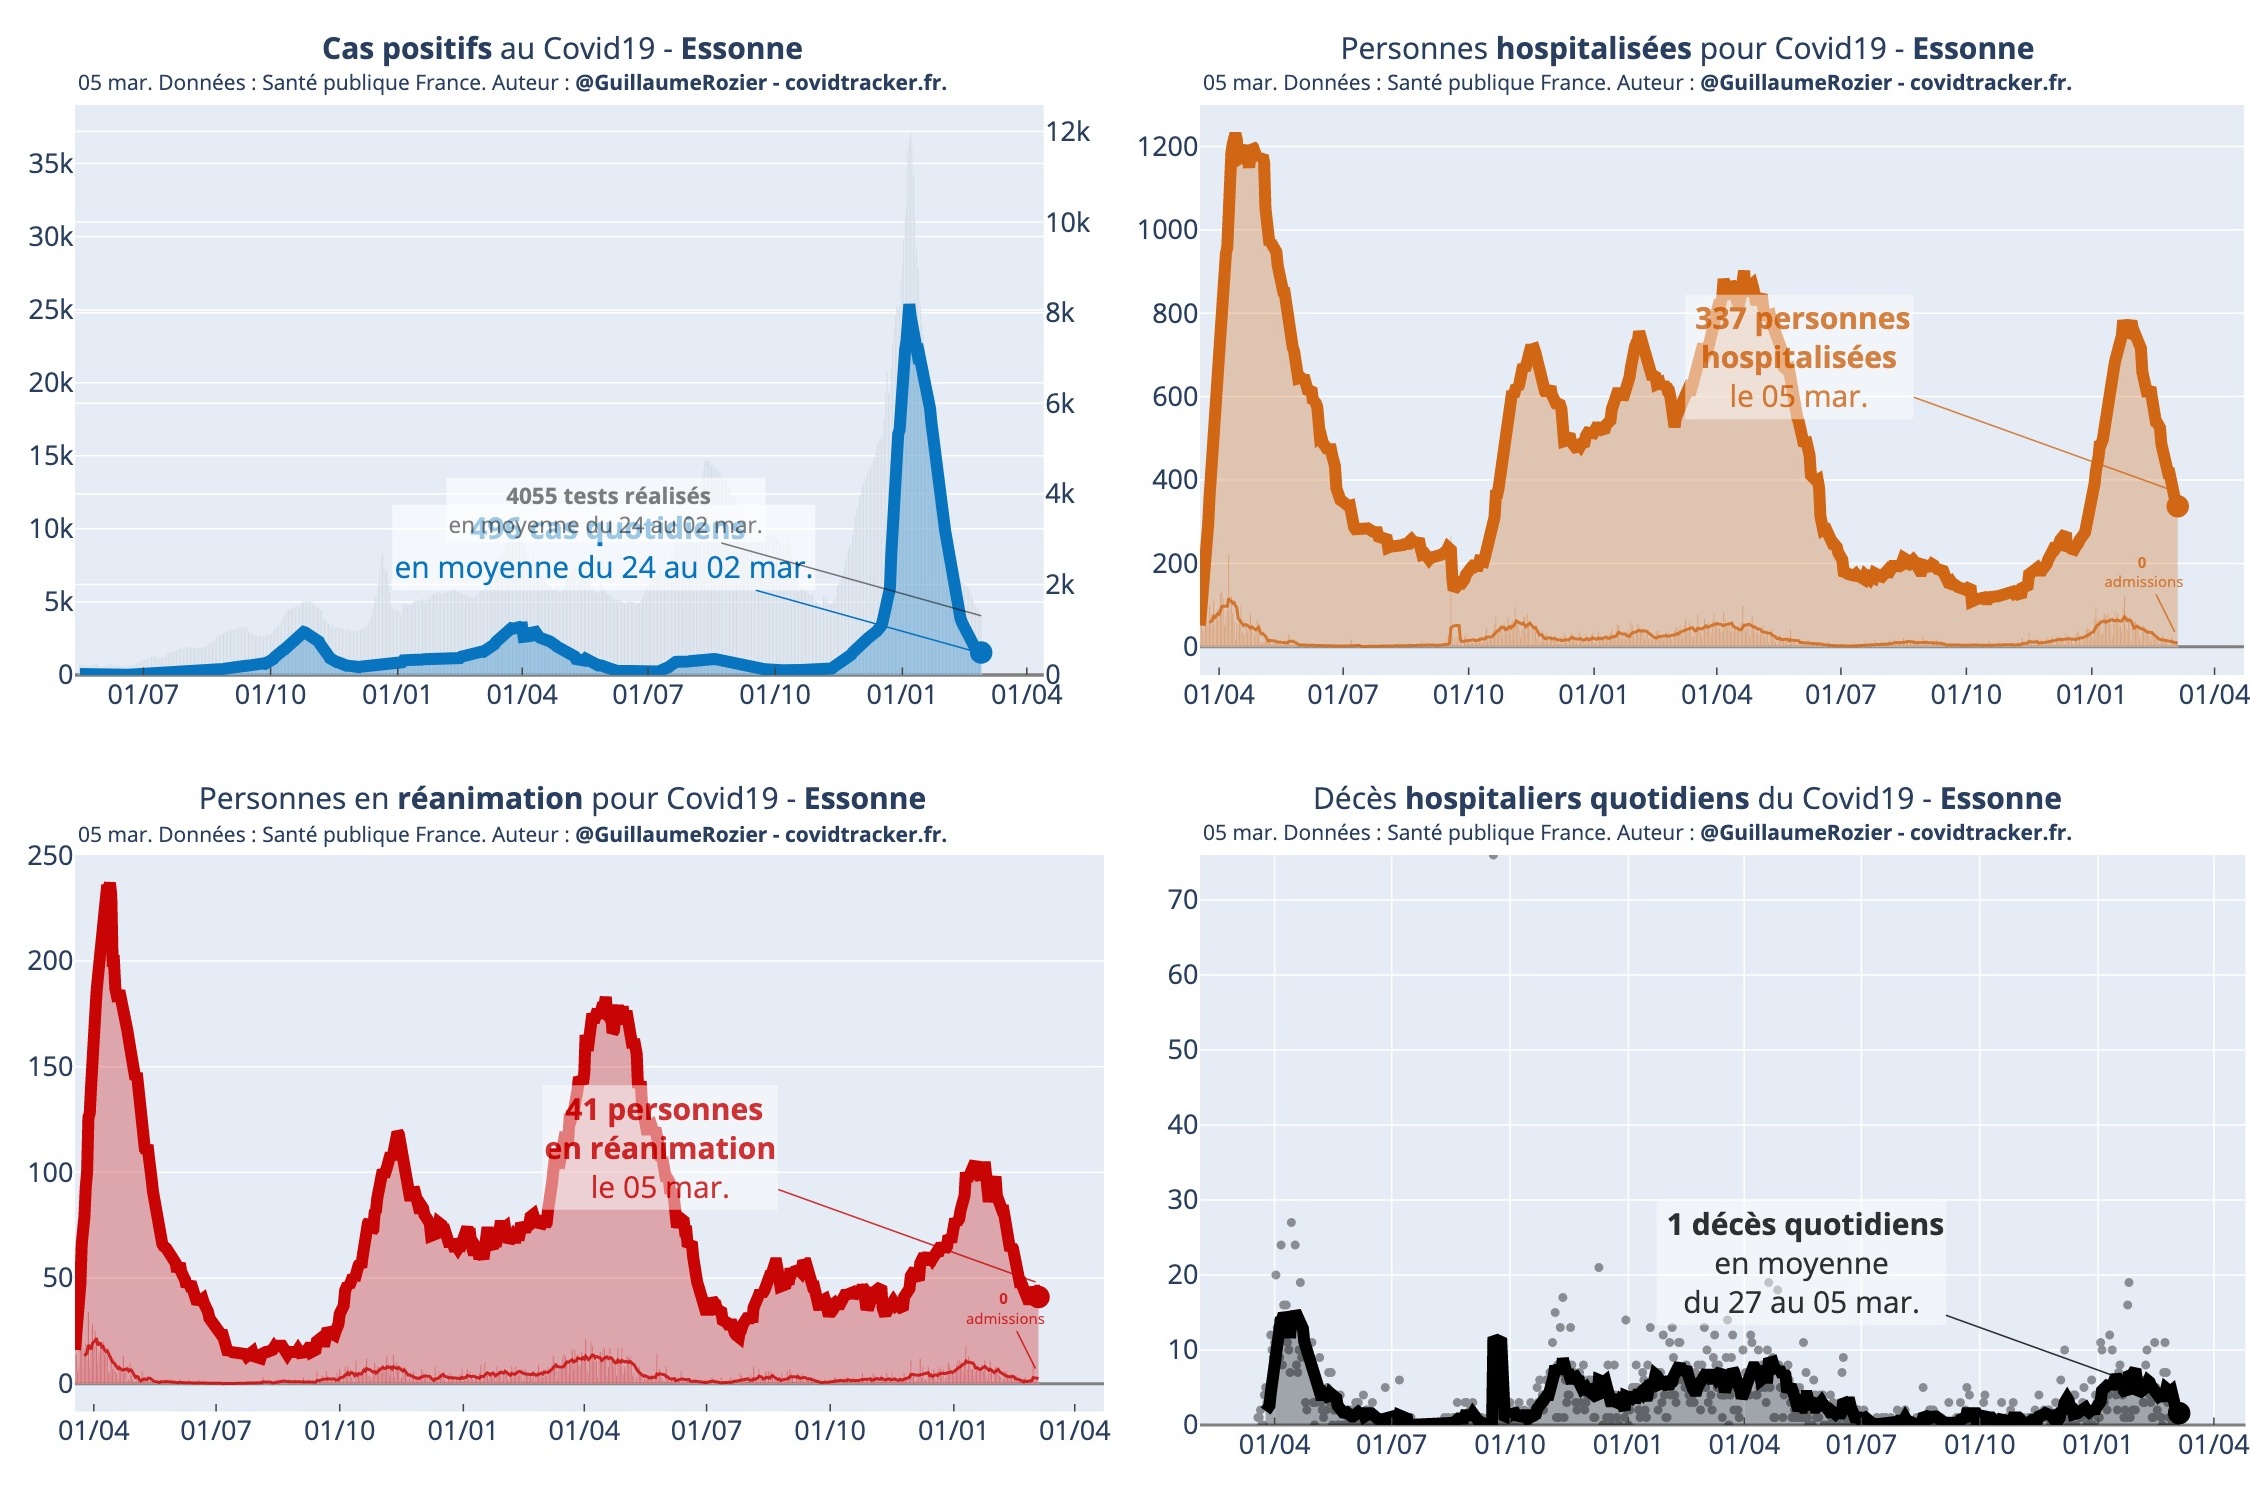 Cas positifs au Covid19 - Essonne
05 mar. Données : Santé publique France. Auteur : @GuillaumeRozier - covidtracker.fr.
35k
30k
25k
20k
15k
10k
5k
0
12k
10k
8k
6k
4k
2k
0
4055 tests réalisés
en moyenne du 24 au 02 mar.
496 cas quotidiens
en moyenne du 24 au 02 mar.
01/07 01/10 01/01 01/04 01/07 01/10 01/01 01/04
Personnes hospitalisées pour Covid19 - Essonne
05 mar. Données : Santé publique France. Auteur : @GuillaumeRozier - covidtracker.fr.
1200
1000
800
600
400
200
0
337 personnes
hospitalisées
le 05 mar.
0
admissions
01/04 01/07 01/10 01/01 01/04 01/07 01/10 01/01 01/04
Personnes en réanimation pour Covid19 - Essonne
05 mar. Données : Santé publique France. Auteur : @GuillaumeRozier - covidtracker.fr.
250
200
150
100
50
0
41 personnes
en réanimation
le 05 mar.
0
admissions
01/04 01/07 01/10 01/01 01/04 01/07 01/10 01/01 01/04
Décès hospitaliers quotidiens du Covid19 - Essonne
05 mar. Données : Santé publique France. Auteur : @GuillaumeRozier - covidtracker.fr.
70
60
50
40
30
20
10
0
1 décès quotidiens
en moyenne
du 27 au 05 mar.
01/04 01/07 01/10 01/01 01/04 01/07 01/10 01/01 01/04